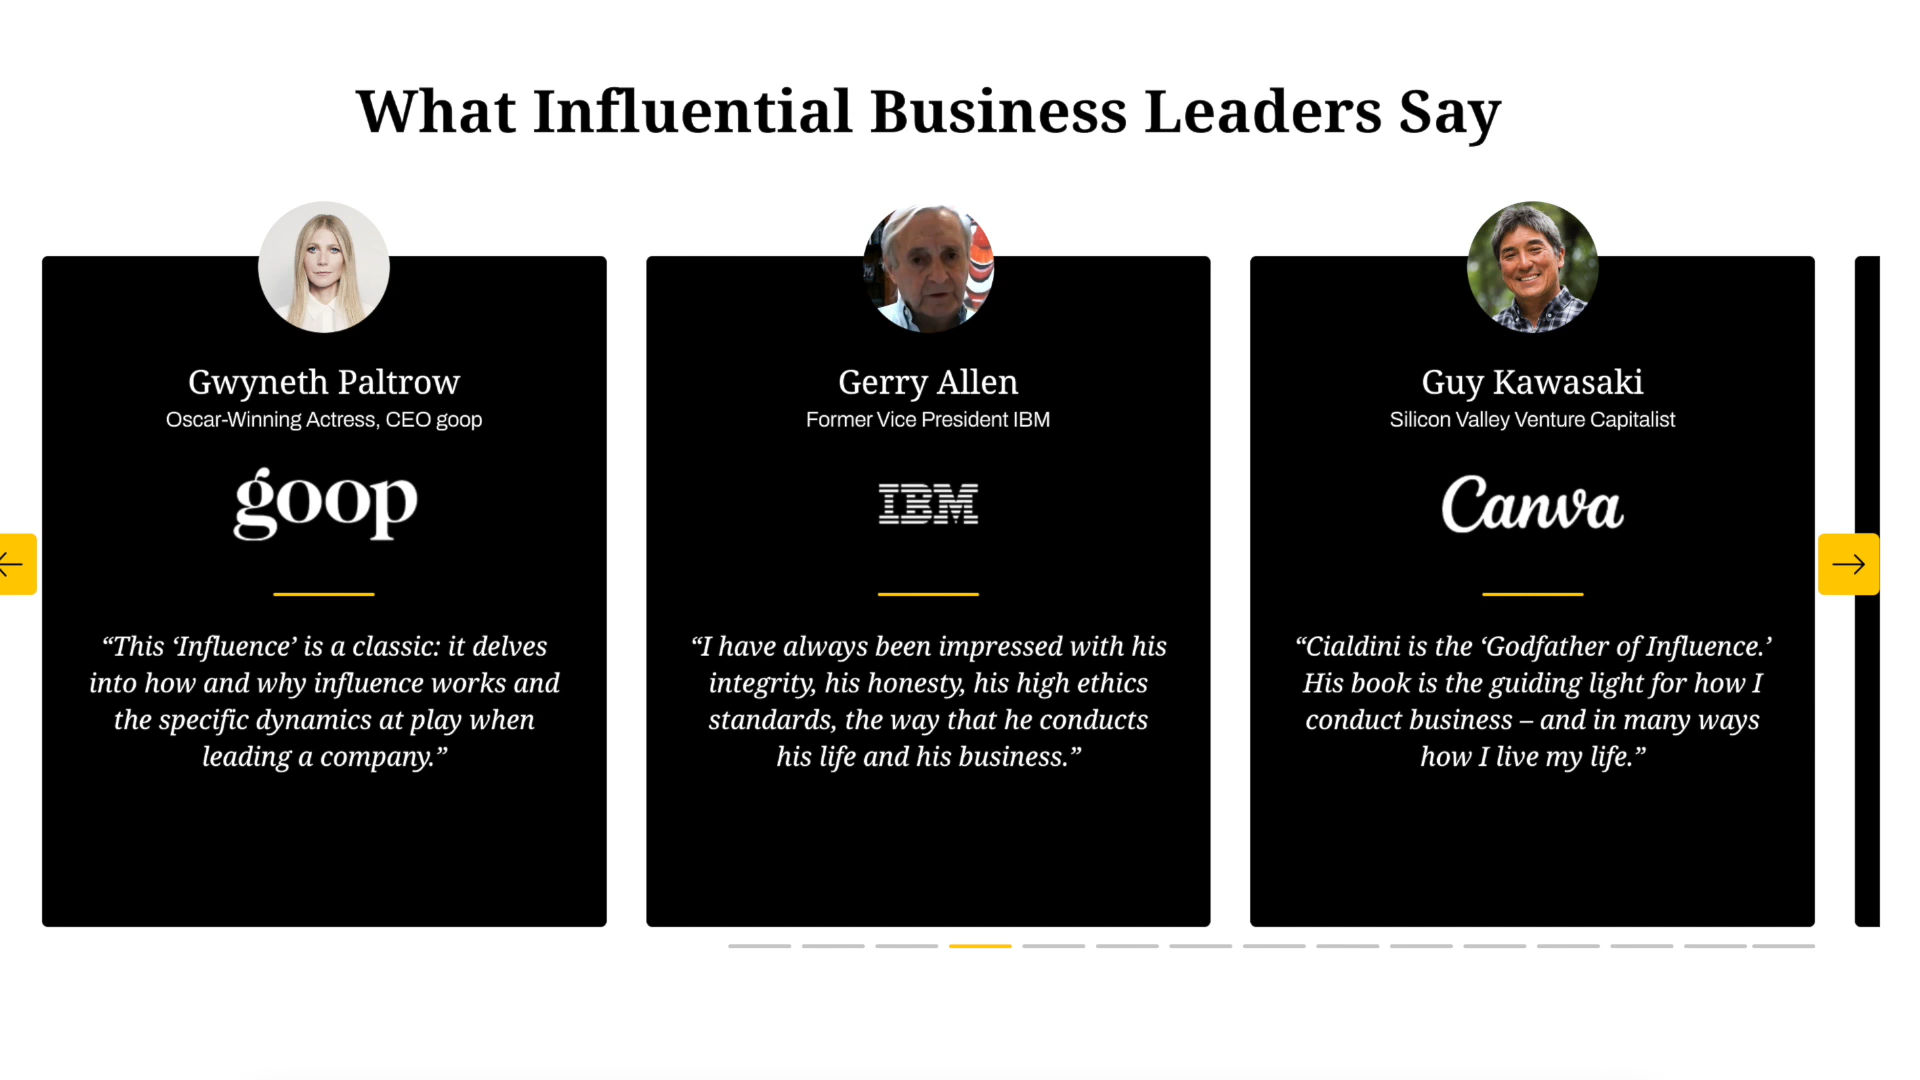 What Influential Business Leaders Say
Gwyneth Paltrow
Oscar-Winning Actress, CEO goop
goop
“This ‘Influence’ is a classic: it delves
into how and why influence works and
the specific dynamics at play when
leading a company.”
Gerry Allen
Former Vice President IBM
IBM
“I have always been impressed with his
integrity, his honesty, his high ethics
standards, the way that he conducts
his life and his business.”
Guy Kawasaki
Silicon Valley Venture Capitalist
Canva
“Cialdini is the ‘Godfather of Influence.’
His book is the guiding light for how I
conduct business – and in many ways
how I live my life.”